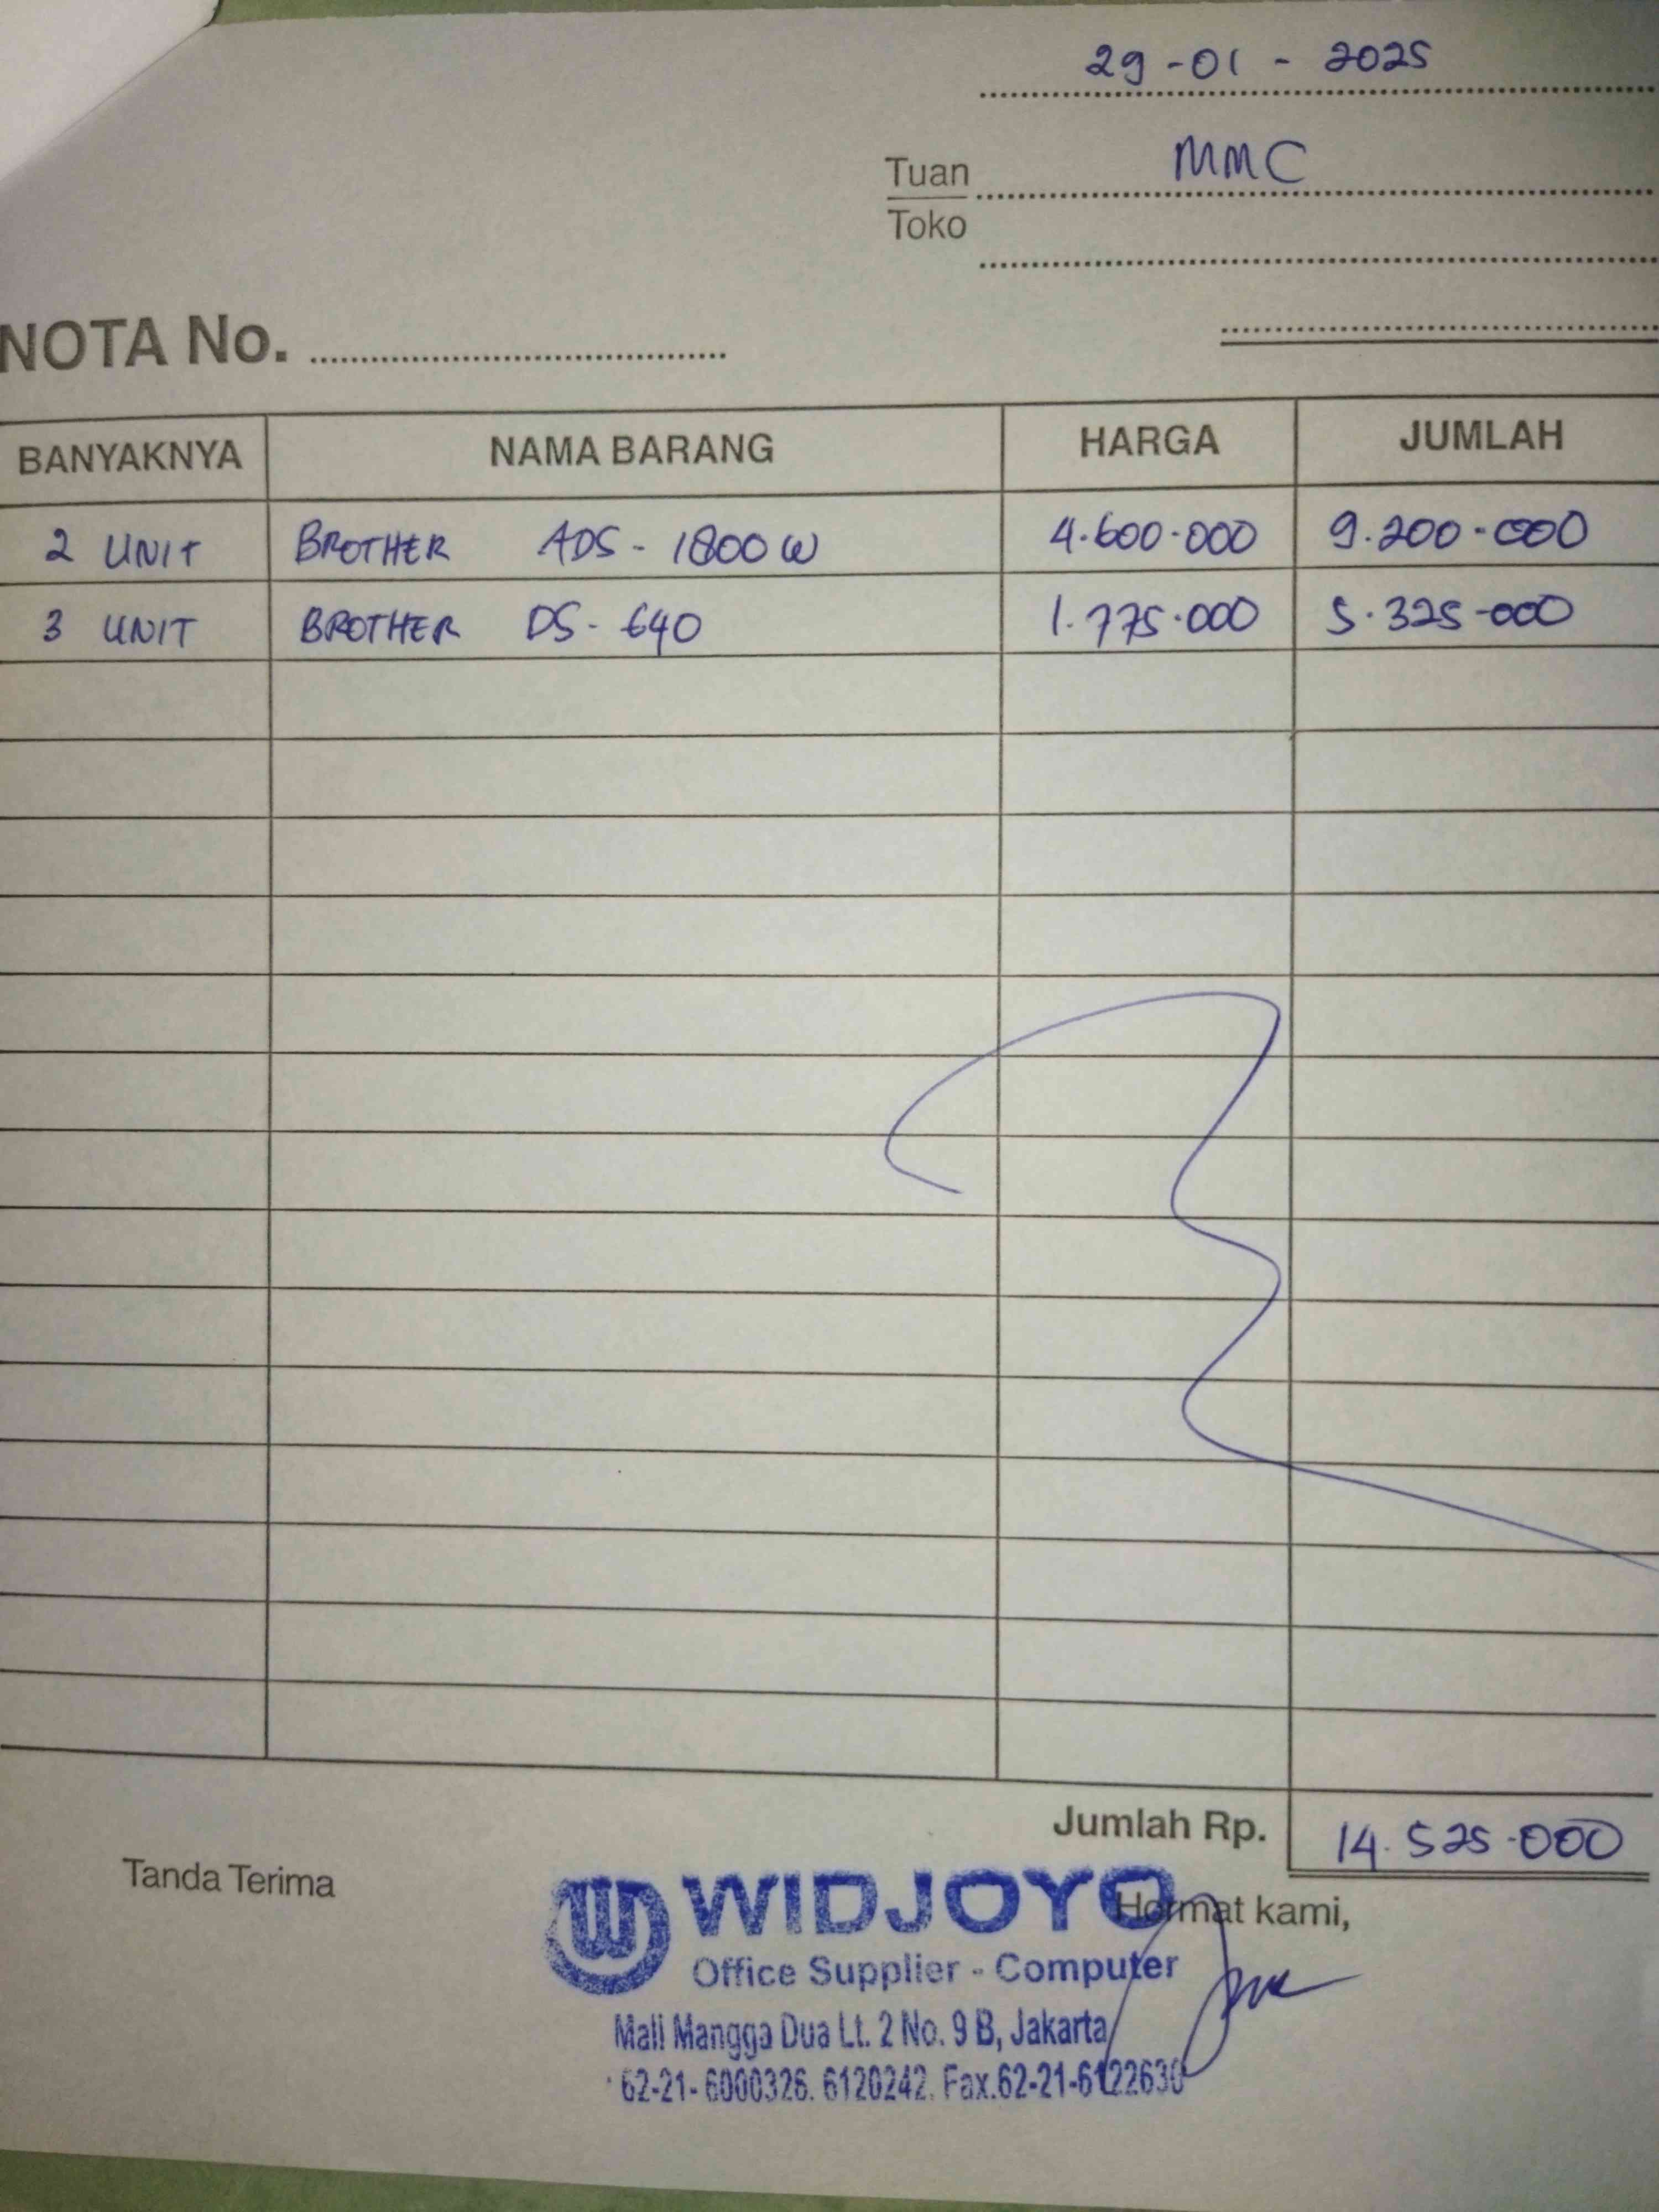 29-01-2025
Tuan MMC
Toko
NOTA No.
BANYAKNYA NAMA BARANG HARGA JUMLAH
2 UNIT BROTHER ADS-1800W 4.600.000 9.200.000
3 UNIT BROTHER DS-640 1.775.000 5.325.000
Jumlah Rp. 14.525.000
Tanda Terima
Hormat kami,
WIDJOYO
Office Supplier - Computer
Mall Mangga Dua Lt. 2 No. 9 B, Jakarta
62-21-6000326. 6120242. Fax.62-21-6122630